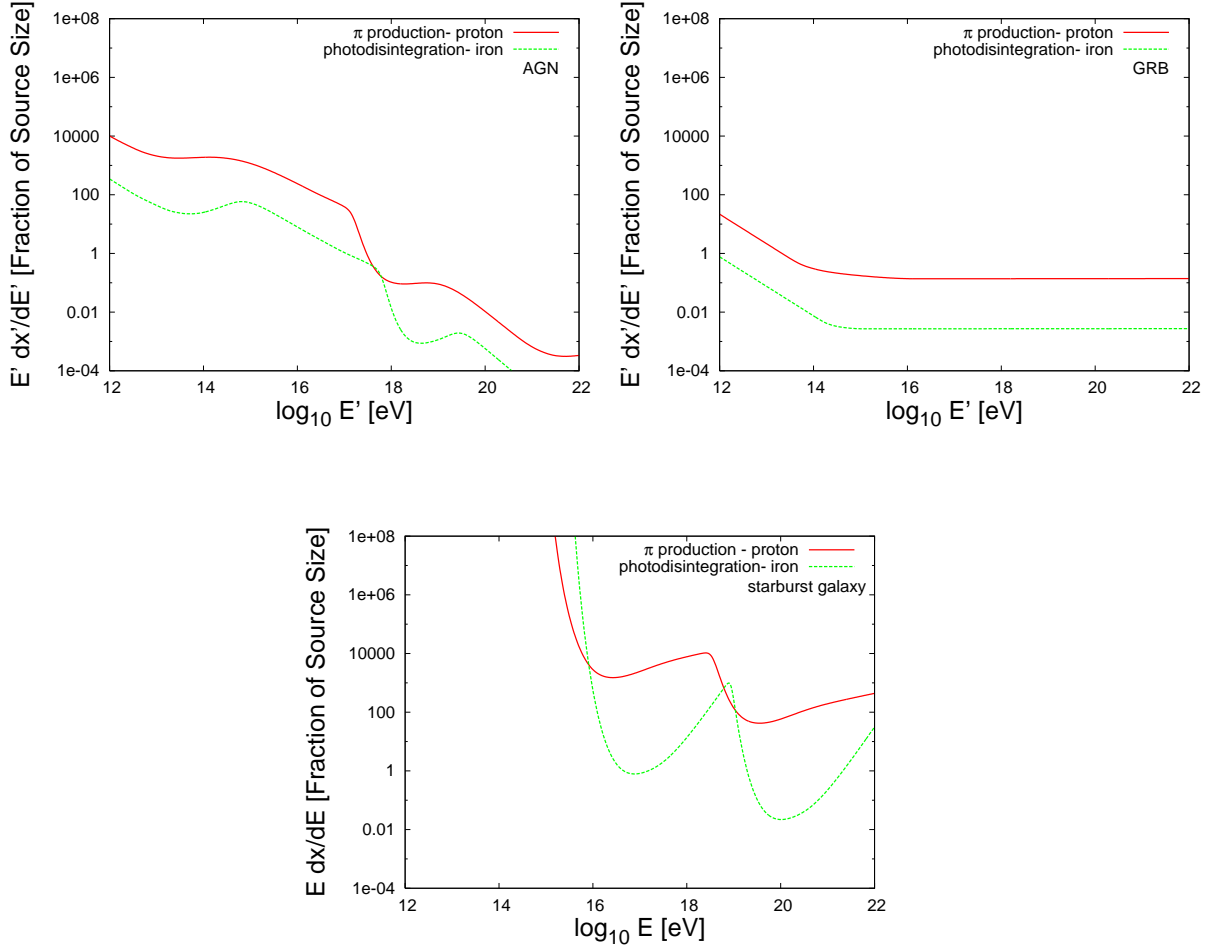 1e+08
1e+06
10000
100
1
0.01
1e-04
12 14 16 18 20 22
E' dx'/dE' [Fraction of Source Size]
log10 E' [eV]
π production- proton
photodisintegration- iron
AGN
1e+08
1e+06
10000
100
1
0.01
1e-04
12 14 16 18 20 22
E' dx'/dE' [Fraction of Source Size]
log10 E' [eV]
π production- proton
photodisintegration- iron
GRB
1e+08
1e+06
10000
100
1
0.01
1e-04
12 14 16 18 20 22
E dx/dE [Fraction of Source Size]
log10 E [eV]
π production - proton
photodisintegration- iron
starburst galaxy